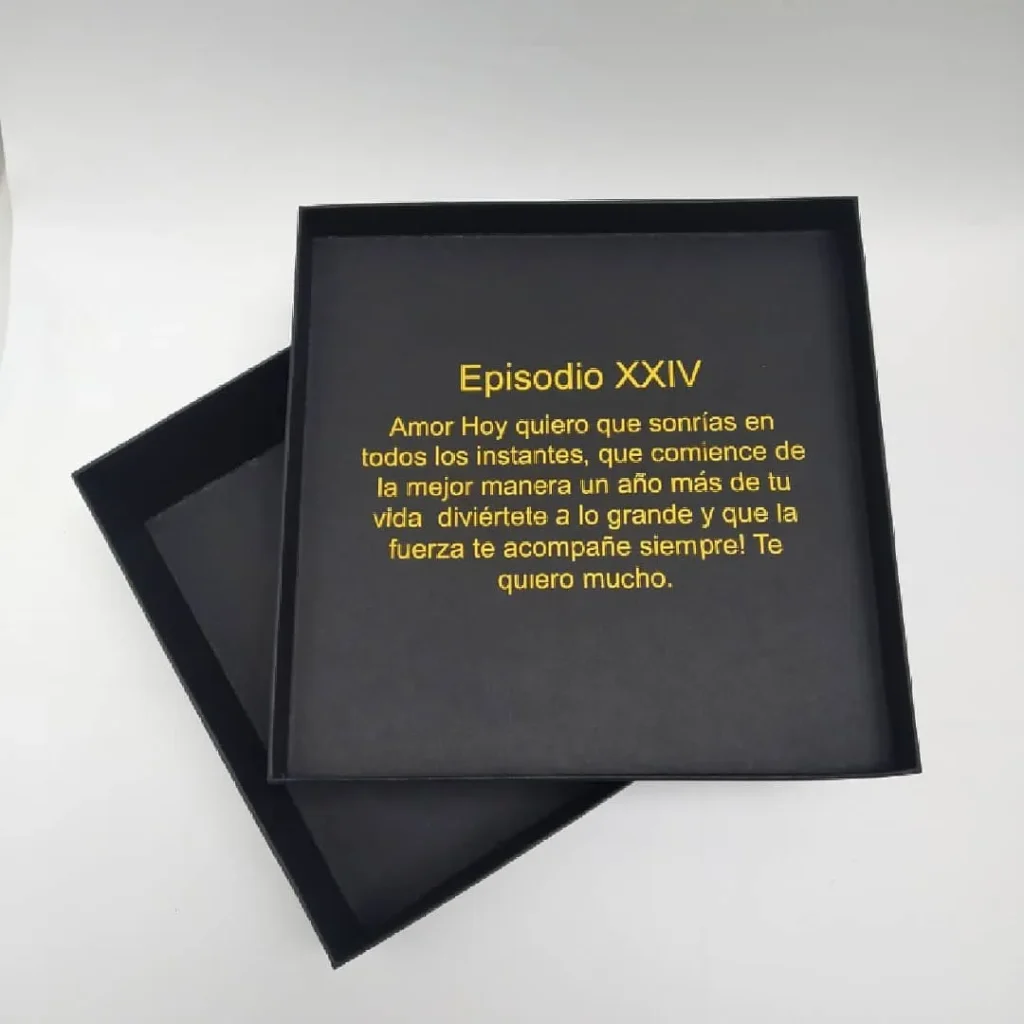 Episodio XXIV
Amor Hoy quiero que sonrías en
todos los instantes, que comience de
la mejor manera un año más de tu
vida  diviértete a lo grande y que la
fuerza te acompañe siempre! Te
quiero mucho.